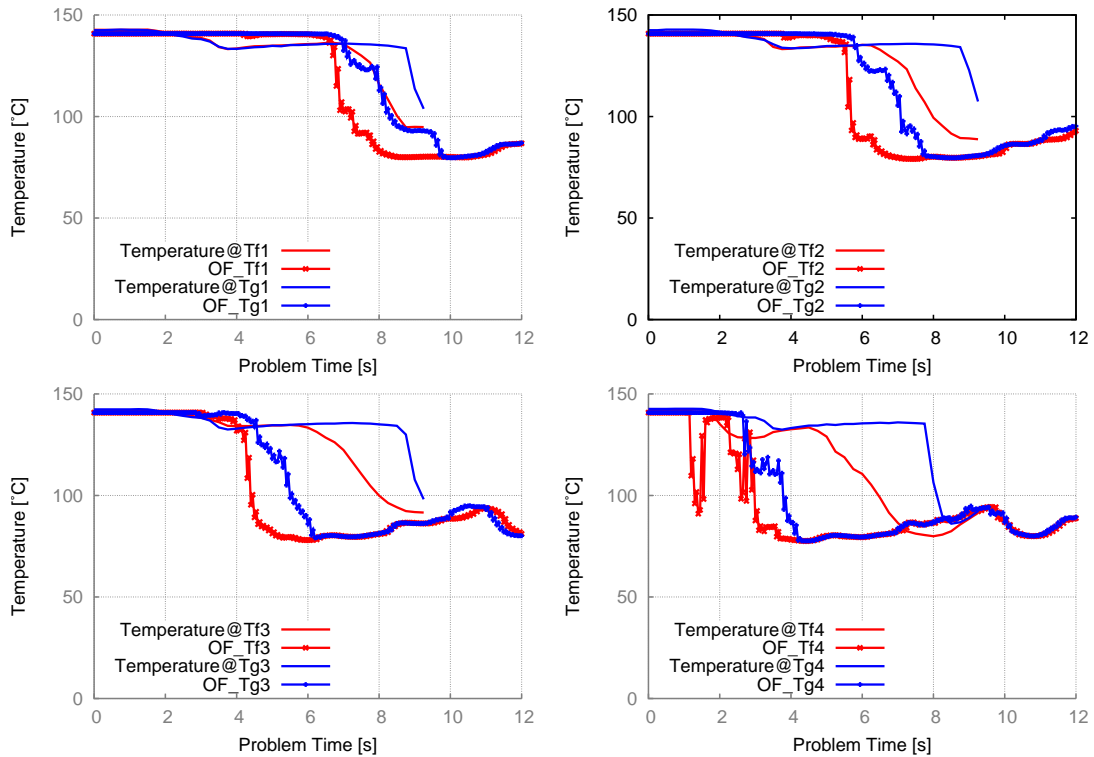 150
100
50
0
Temperature [˚C]
Temperature@Tf1
OF_Tf1
Temperature@Tg1
OF_Tg1
0 2 4 6 8 10 12
Problem Time [s]
150
100
50
0
Temperature [˚C]
Temperature@Tf2
OF_Tf2
Temperature@Tg2
OF_Tg2
0 2 4 6 8 10 12
Problem Time [s]
150
100
50
0
Temperature [˚C]
Temperature@Tf3
OF_Tf3
Temperature@Tg3
OF_Tg3
0 2 4 6 8 10 12
Problem Time [s]
150
100
50
0
Temperature [˚C]
Temperature@Tf4
OF_Tf4
Temperature@Tg4
OF_Tg4
0 2 4 6 8 10 12
Problem Time [s]